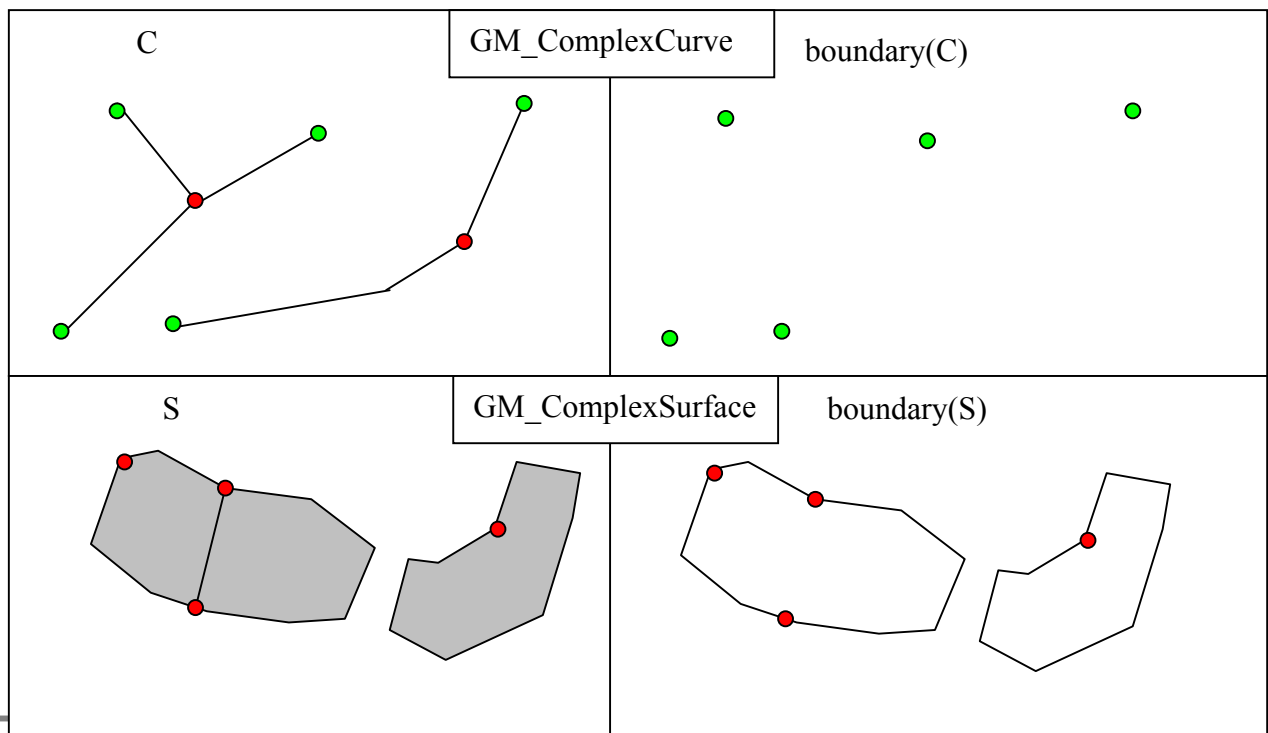 C
GM_ComplexCurve
boundary(C)
S
GM_ComplexSurface
boundary(S)